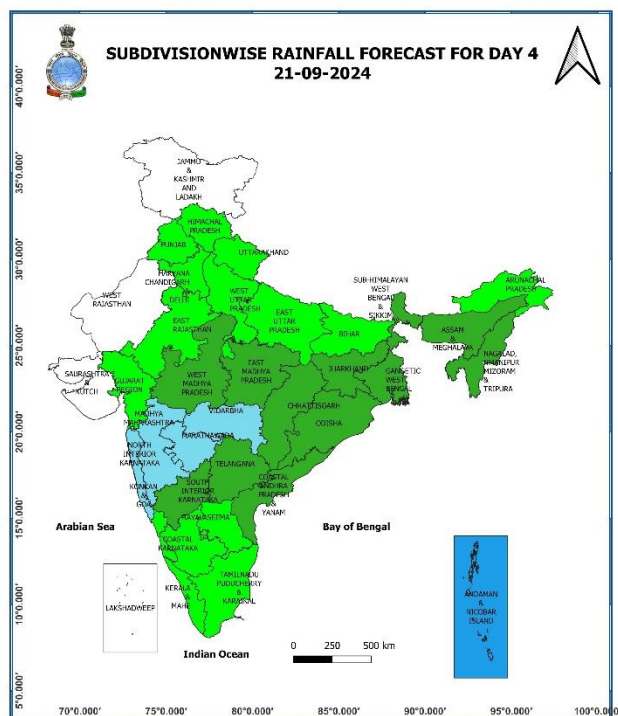 SUBDIVISIONWISE RAINFALL FORECAST FOR DAY 4
21-09-2024
40°0.000'
35°0.000'
30°0.000'
25°0.000'
20°0.000'
15°0.000'
10°0.000'
5°0.000'
JAMMU
&
KASHMIR
AND
LADAKH
HIMACHAL
PRADESH
PUNJAB
UTTARAKHAND
HARYANA
CHANDIGARH
&
DELHI
WEST
RAJASTHAN
WEST
UTTAR
PRADESH
EAST
RAJASTHAN
EAST
UTTAR
PRADESH
BIHAR
SUB-HIMALAYAN
WEST
BENGAL
&
SIKKIM
ARUNACHAL
PRADESH
ASSAM
&
MEGHALAYA
NAGALAD,
MANIPUR
MIZORAM
&
TRIPURA
SAURASHTRA
&
KUTCH
GUJARAT
REGION
WEST
MADHYA
PRADESH
EAST
MADHYA
PRADESH
JHARKHAND
GANGETIC
WEST
BENGAL
CHHATTISGARH
ODISHA
MADHYA
MAHARASHTRA
VIDARBHA
MARATHAWADA
NORTH
INTERIOR
KARNATAKA
TELANGANA
KONKAN
&
GOA
SOUTH
INTERIOR
KARNATAKA
COASTAL
ANDHRA
PRADESH
&
YANAM
RAYALASEEMA
COASTAL
KARNATAKA
Arabian Sea
Bay of Bengal
LAKSHADWEEP
KERALA
&
MAHE
TAMILNADU
PUDUCHERRY
&
KARAIKAL
ANDAMAN
&
NICOBAR
ISLAND
0 250 500 km
Indian Ocean
70°0.000' 75°0.000' 80°0.000' 85°0.000' 90°0.000' 95°0.000' 100°0.000'